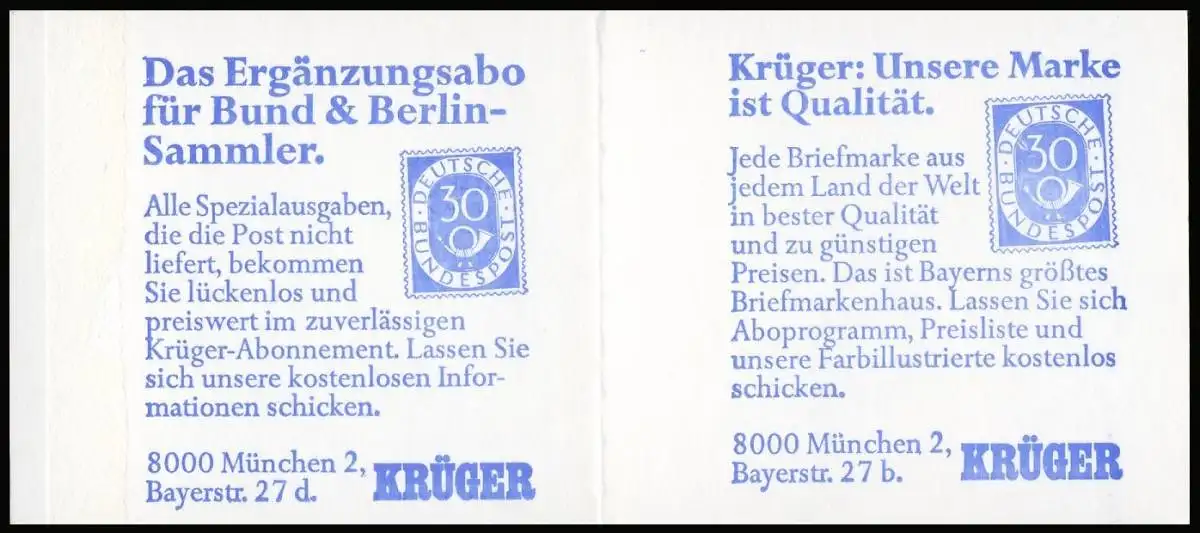 Das Ergänzungsabo
für Bund & Berlin-
Sammler.
Alle Spezialausgaben,
die die Post nicht
liefert, bekommen
Sie lückenlos und
preiswert im zuverlässigen
Krüger-Abonnement. Lassen Sie
sich unsere kostenlosen Infor-
mationen schicken.
DEUTSCHE
30
BUNDESPOST
8000 München 2,
Bayerstr. 27 d.
KRÜGER
Krüger: Unsere Marke
ist Qualität.
Jede Briefmarke aus
jedem Land der Welt
in bester Qualität
und zu günstigen
Preisen. Das ist Bayerns größtes
Briefmarkenhaus. Lassen Sie sich
Aboprogramm, Preisliste und
unsere Farbillustrierte kostenlos
schicken.
DEUTSCHE
30
BUNDESPOST
8000 München 2,
Bayerstr. 27 b.
KRÜGER